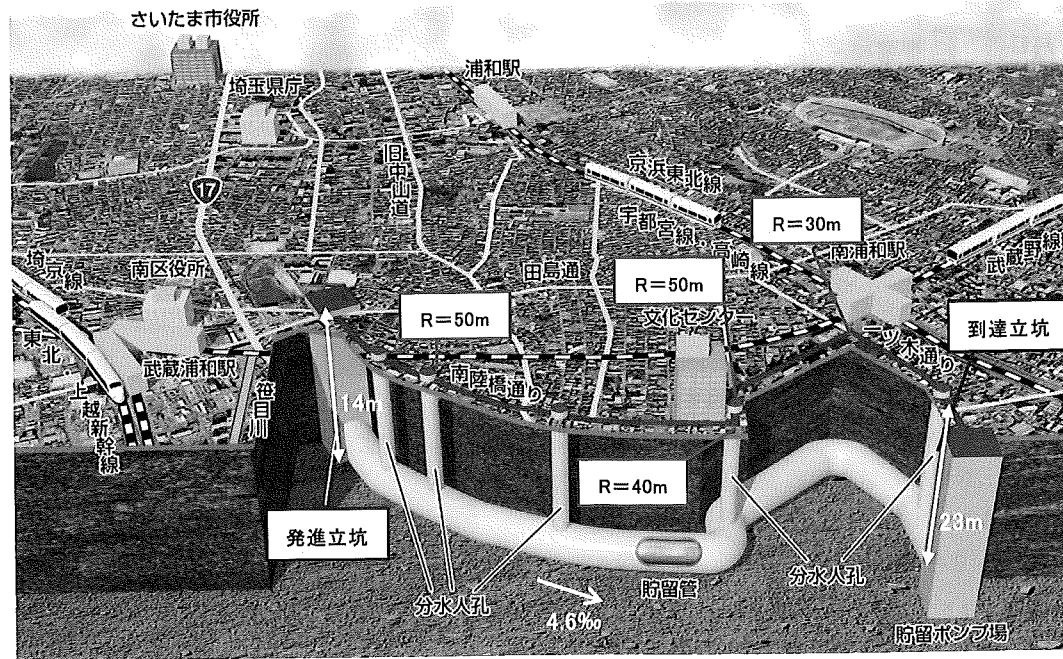 さいたま市役所
埼玉県庁
浦和駅
17
旧中山道
京浜東北線
宇都宮線・高崎線
R=30m
南浦和駅
武蔵野線
埼京線
南区役所
田島通
R=50m
R=50m
文化センター
到達立坑
一ツ木通り
東北
上越新幹線
武蔵浦和駅
笹目川
南陸橋通り
14m
R=40m
23m
発進立坑
分水人孔
4.6‰
貯留管
分水人孔
貯留ポンプ場